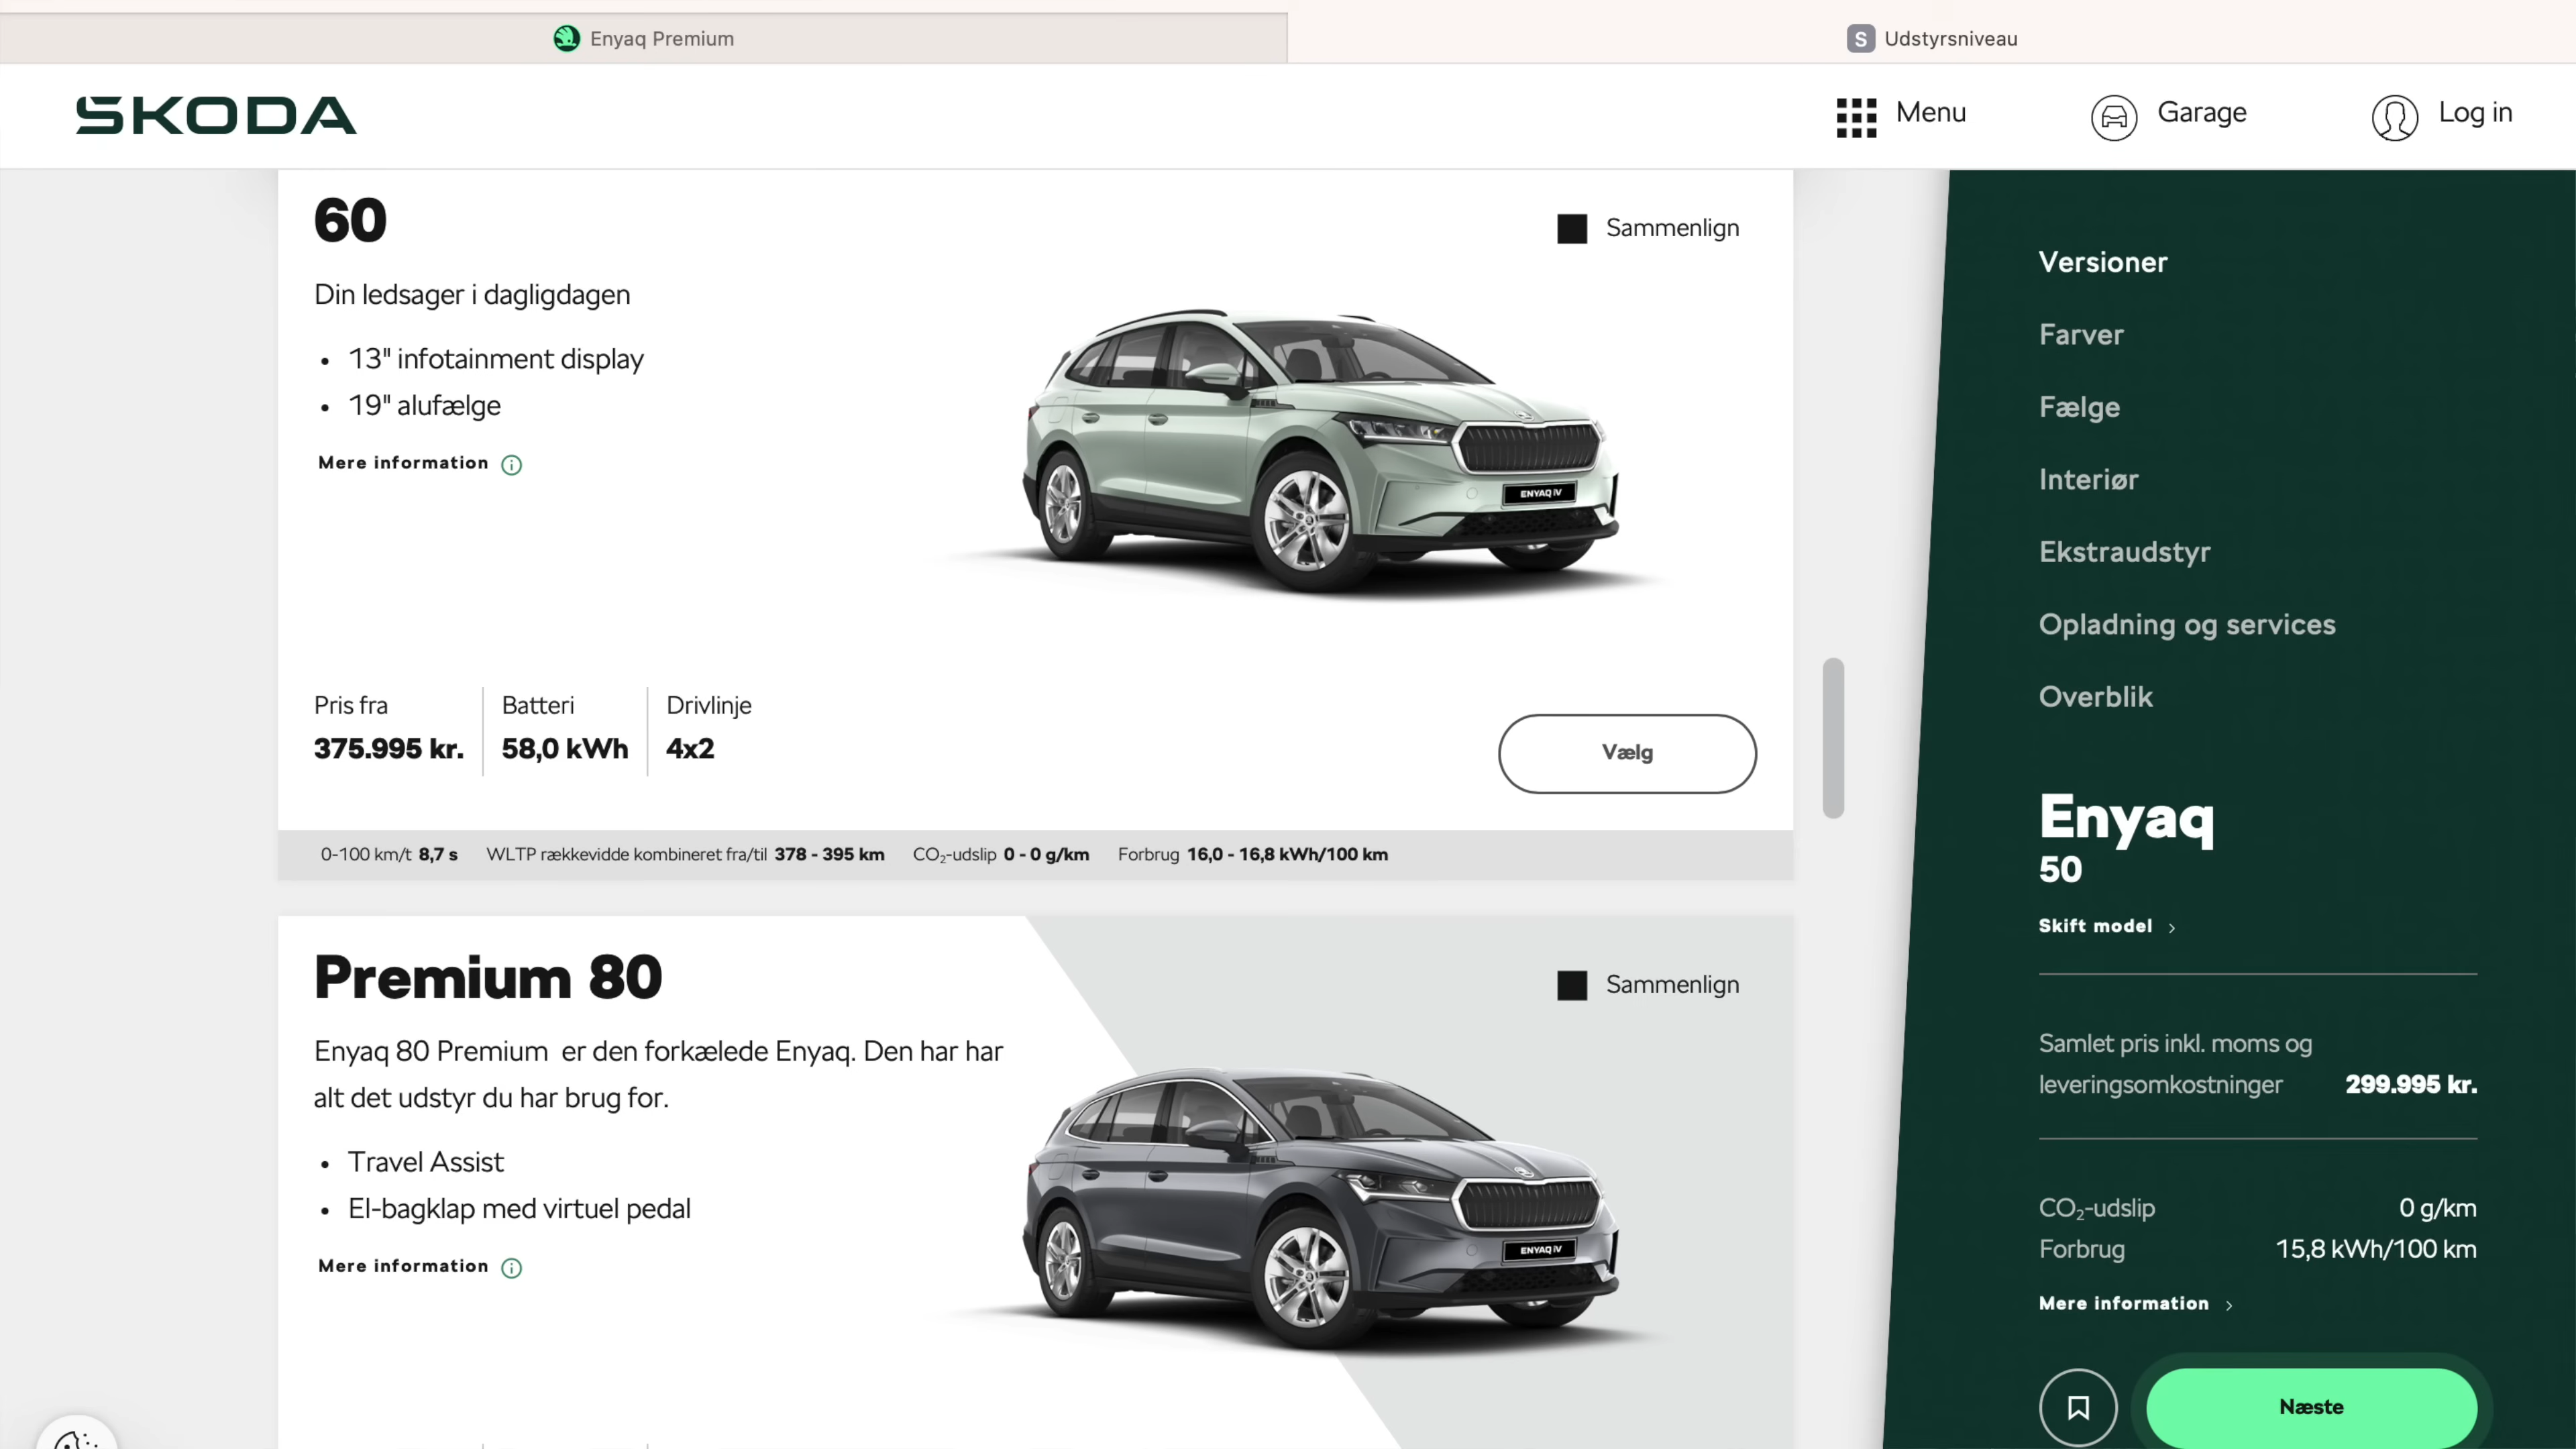 Enyaq Premium
S Udstyrsniveau
SKODA
Menu
Garage
Log in
60
Sammenlign
Din ledsager i dagligdagen
• 13" infotainment display
• 19" alufælge
Mere information
ENYAQ iV
Pris fra
375.995 kr.
Batteri
58,0 kWh
Drivlinje
4x2
Vælg
0-100 km/t 8,7 s WLTP rækkevidde kombineret fra/til 378 - 395 km CO₂-udslip 0 - 0 g/km Forbrug 16,0 - 16,8 kWh/100 km
Premium 80
Sammenlign
Enyaq 80 Premium er den forkælede Enyaq. Den har har
alt det udstyr du har brug for.
• Travel Assist
• El-bagklap med virtuel pedal
Mere information
ENYAQ iV
Versioner
Farver
Fælge
Interiør
Ekstraudstyr
Opladning og services
Overblik
Enyaq
50
Skift model
Samlet pris inkl. moms og
leveringsomkostninger 299.995 kr.
CO₂-udslip 0 g/km
Forbrug 15,8 kWh/100 km
Mere information
Næste